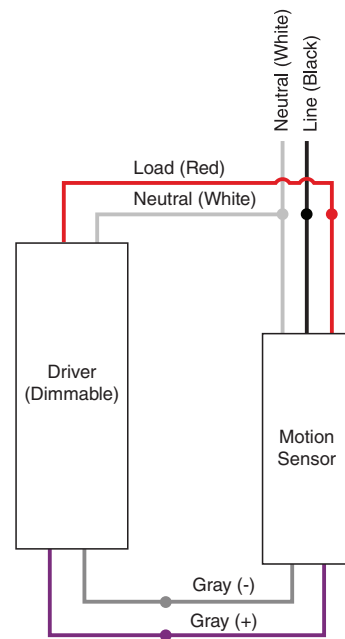 Neutral (White)
Line (Black)
Load (Red)
Neutral (White)
Driver
(Dimmable)
Motion
Sensor
Gray (-)
Gray (+)